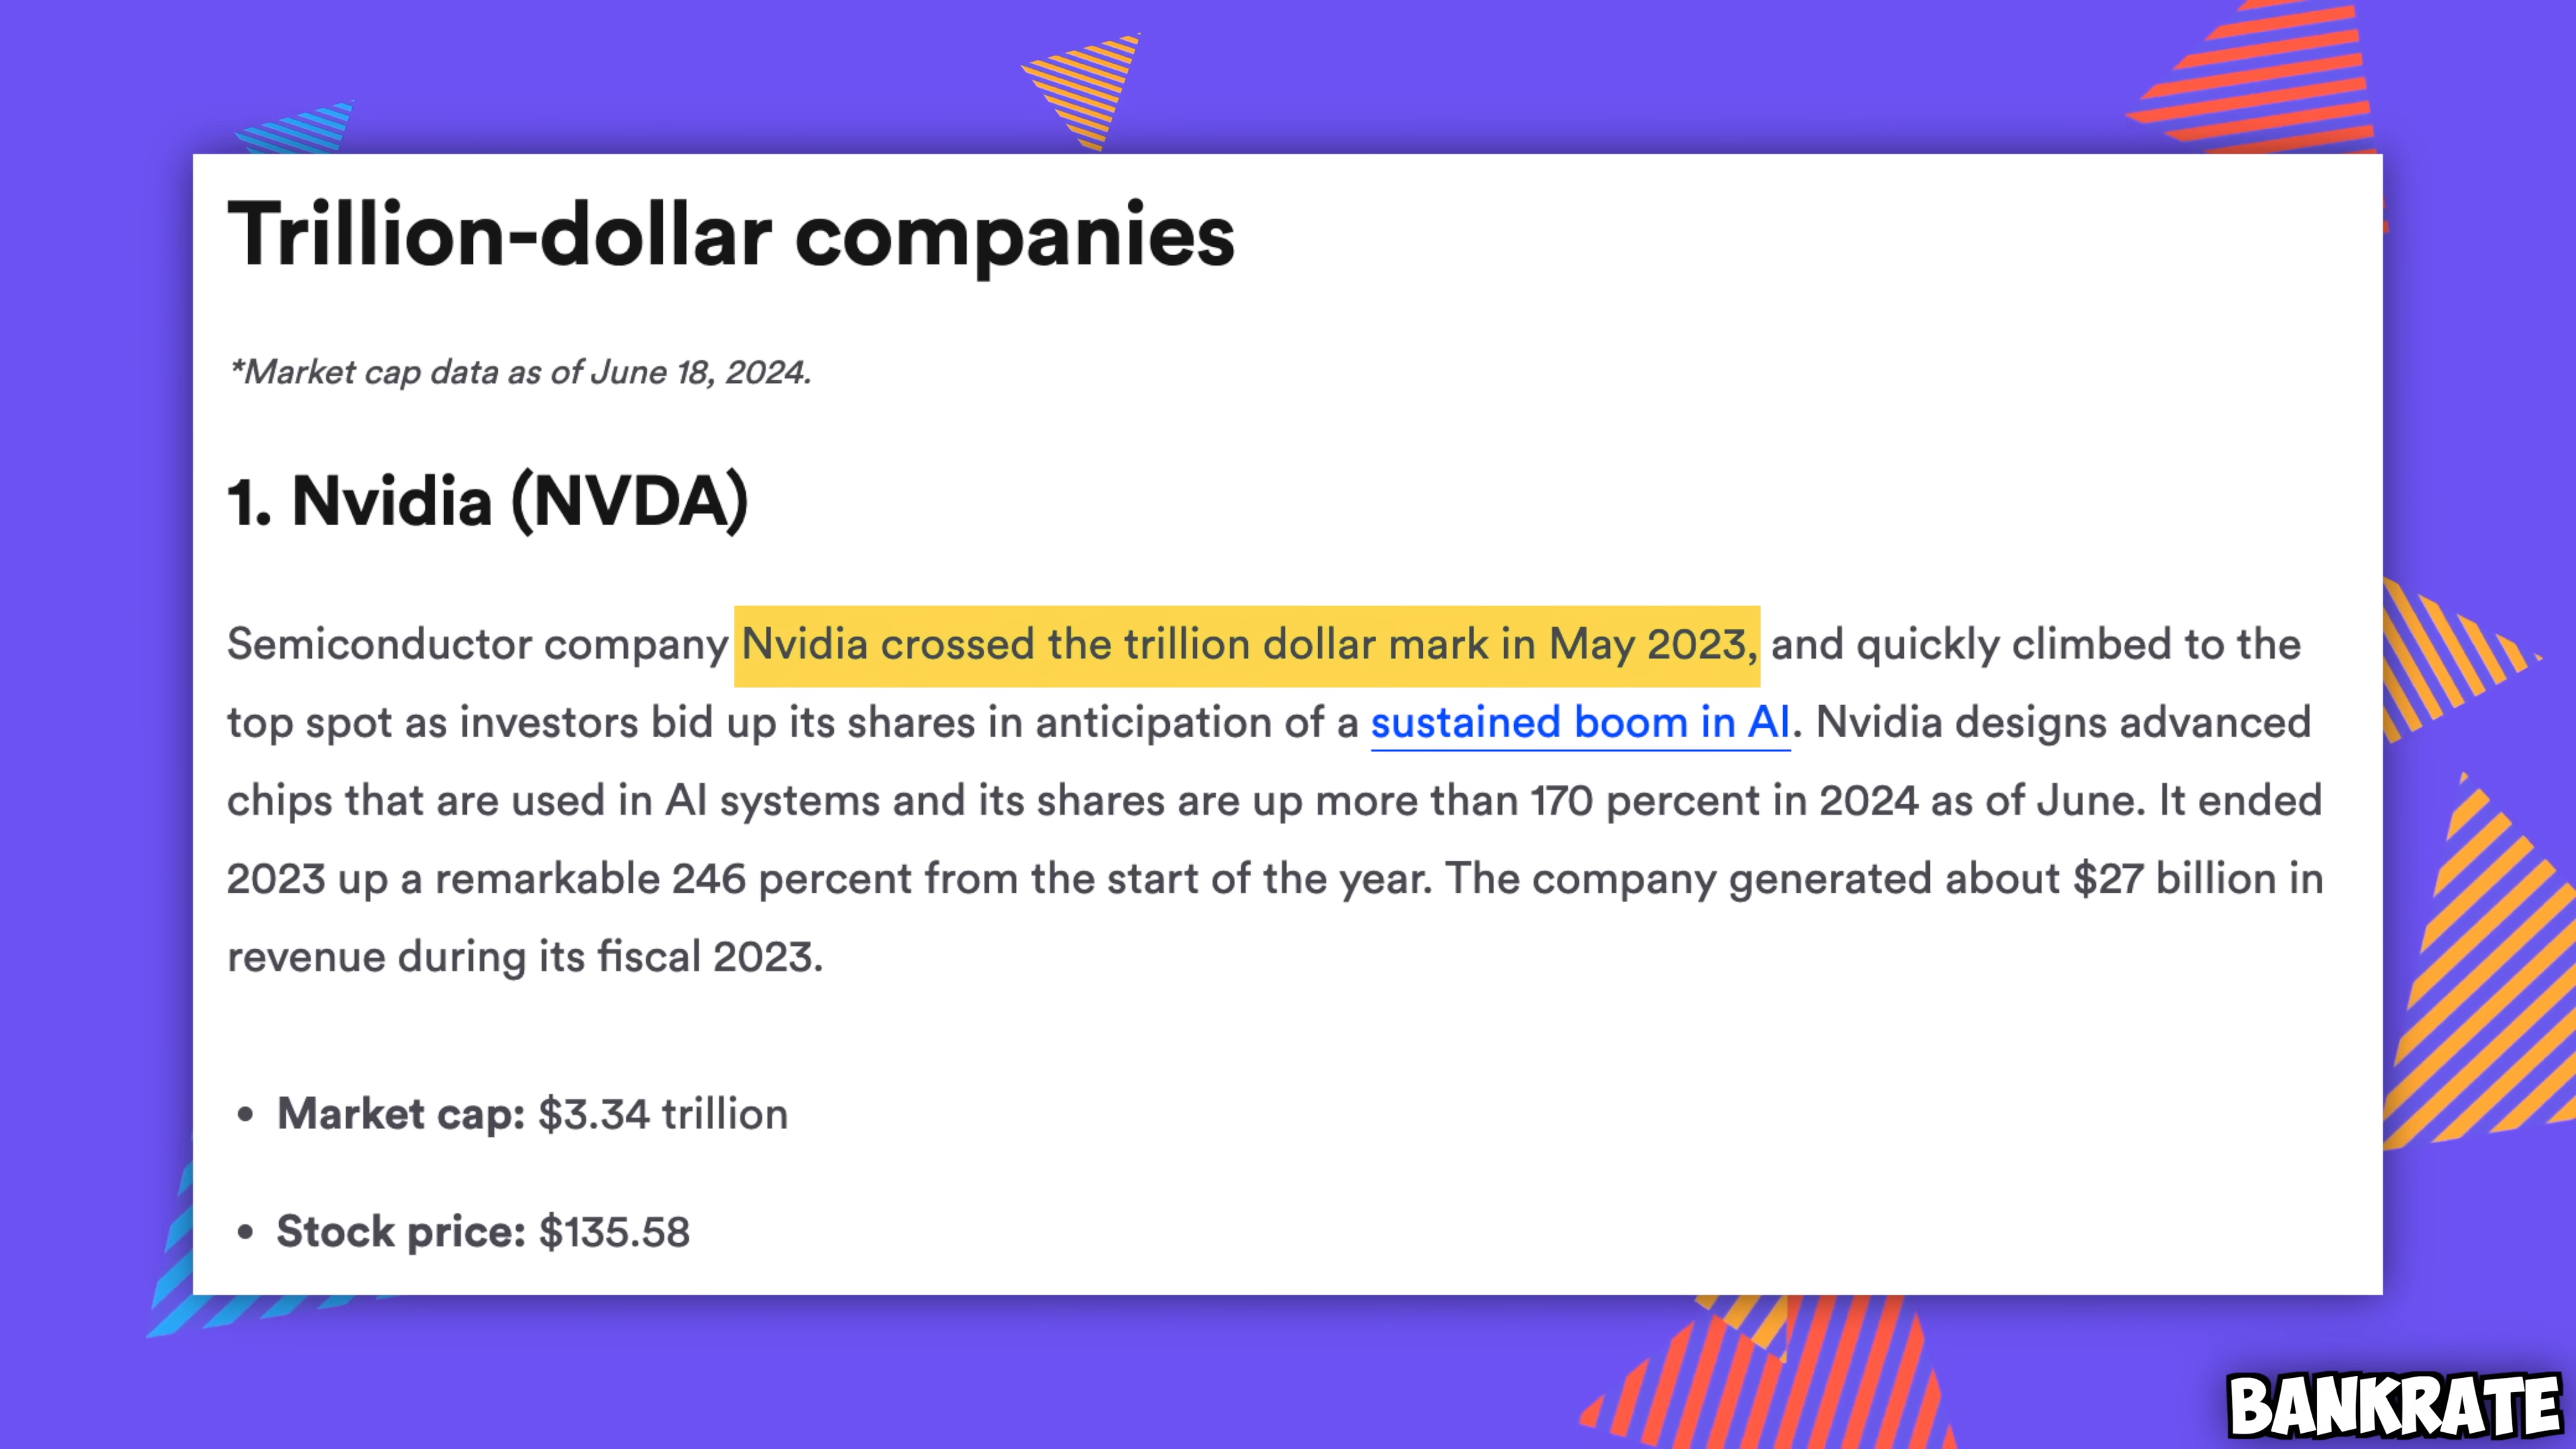 Trillion-dollar companies
*Market cap data as of June 18, 2024.
1. Nvidia (NVDA)
Semiconductor company Nvidia crossed the trillion dollar mark in May 2023, and quickly climbed to the
top spot as investors bid up its shares in anticipation of a sustained boom in AI. Nvidia designs advanced
chips that are used in AI systems and its shares are up more than 170 percent in 2024 as of June. It ended
2023 up a remarkable 246 percent from the start of the year. The company generated about $27 billion in
revenue during its fiscal 2023.
• Market cap: $3.34 trillion
• Stock price: $135.58
BANKRATE